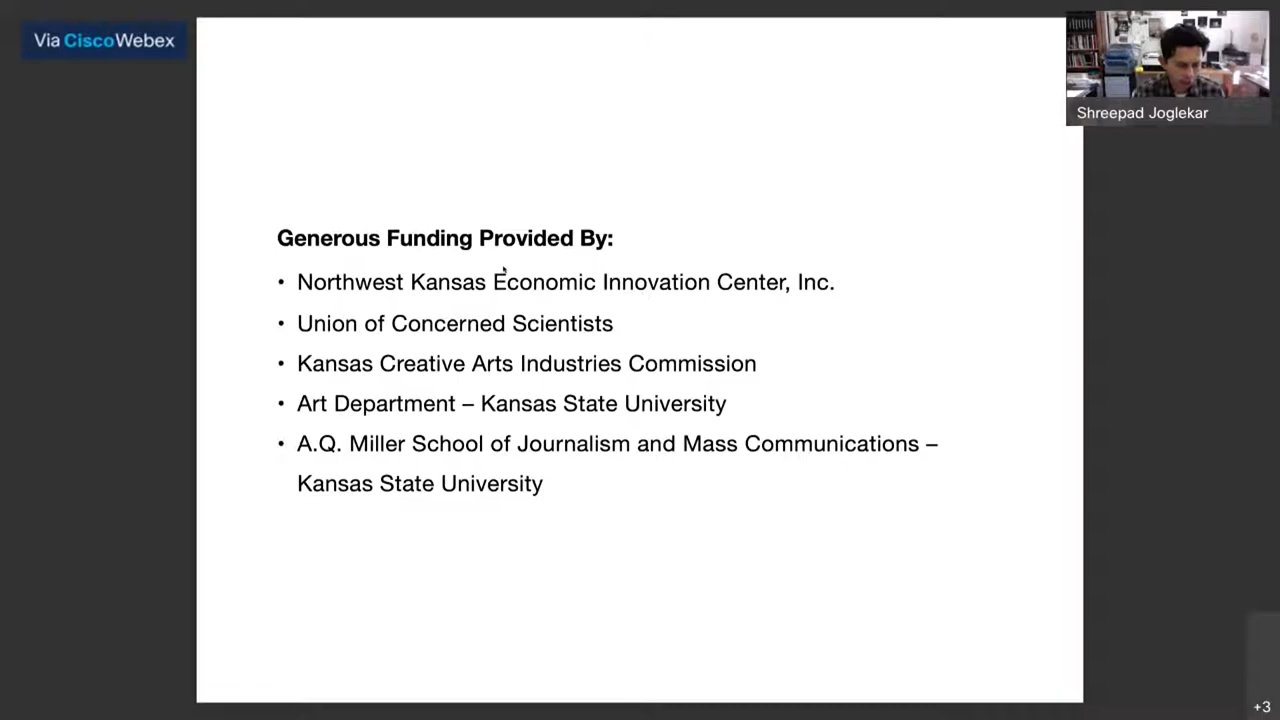 Via CiscoWebex
Shreepad Joglekar
Generous Funding Provided By:
• Northwest Kansas Economic Innovation Center, Inc.
• Union of Concerned Scientists
• Kansas Creative Arts Industries Commission
• Art Department – Kansas State University
• A.Q. Miller School of Journalism and Mass Communications –
Kansas State University
+3